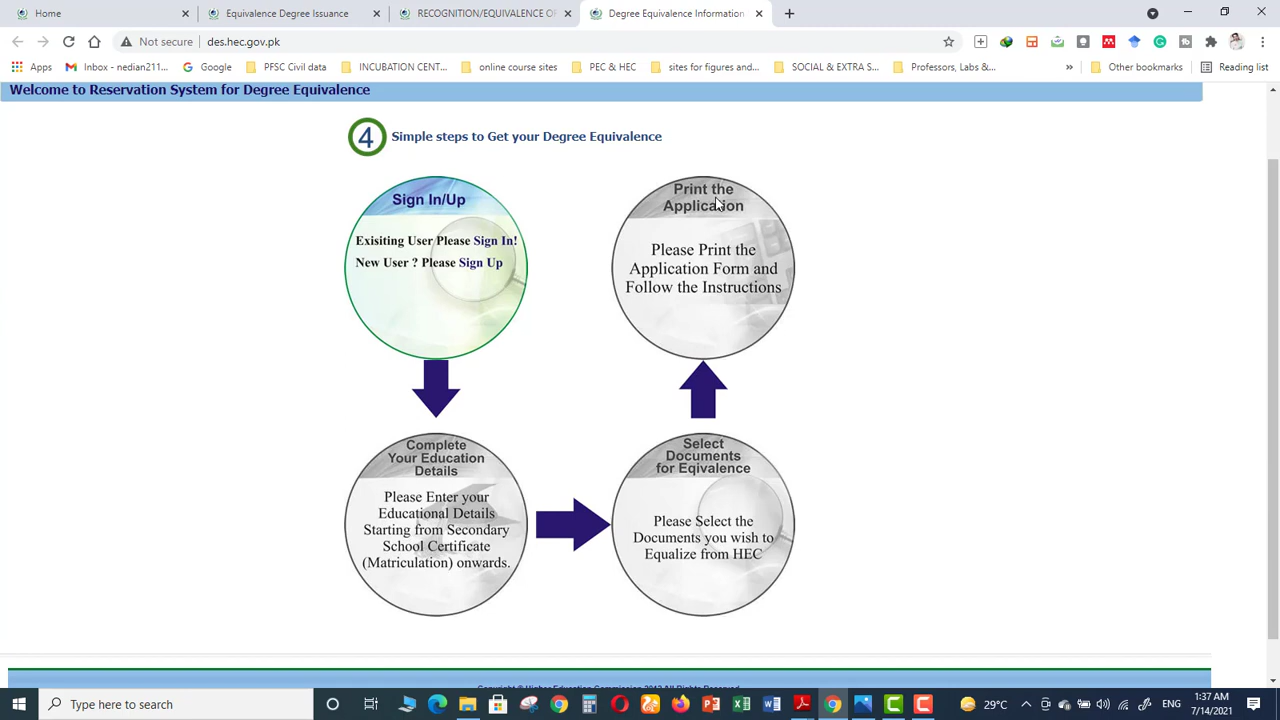 Home
Equivalence Degree Issuance
RECOGNITION/EQUIVALENCE OF
Degree Equivalence Information
Not secure
des.hec.gov.pk
Apps
Inbox - nedian211...
Google
PFSC Civil data
INCUBATION CENT...
online course sites
PEC & HEC
sites for figures and...
SOCIAL & EXTRA S...
Professors, Labs &...
»
Other bookmarks
Reading list
Welcome to Reservation System for Degree Equivalence
4
Simple steps to Get your Degree Equivalence
Sign In/Up
Exisiting User Please Sign In!
New User ? Please Sign Up
Print the
Application
Please Print the
Application Form and
Follow the Instructions
Complete
Your Education
Details
Please Enter your
Educational Details
Starting from Secondary
School Certificate
(Matriculation) onwards.
Select
Documents
for Eqivalence
Please Select the
Documents you wish to
Equalize from HEC
Type here to search
29°C
ENG
1:37 AM
7/14/2021